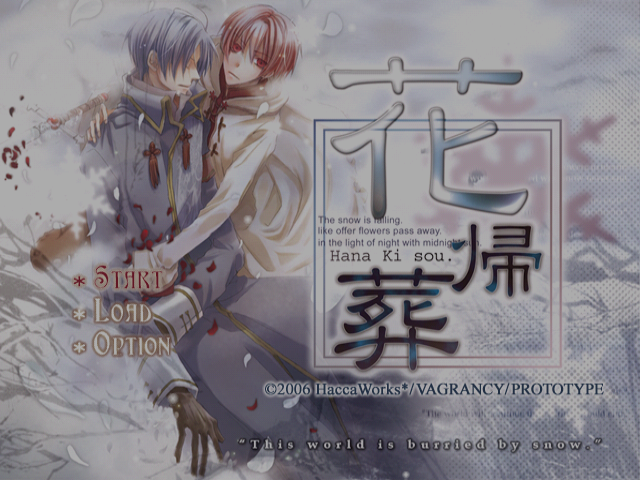 花帰葬
The snow is falling.
like offer flowers pass away.
in the light of night with midnight
Hana Ki sou.
* START
* LOAD
* OPTION
©2006 HaccaWorks*/VAGRANCY/PROTOTYPE
"This world is burried by snow."